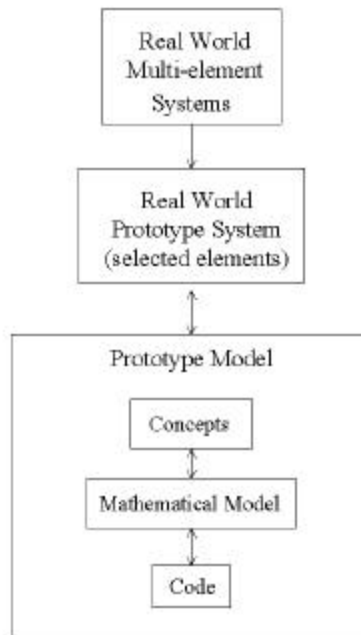 Real World
Multi-element
Systems
Real World
Prototype System
(selected elements)
Prototype Model
Concepts
Mathematical Model
Code